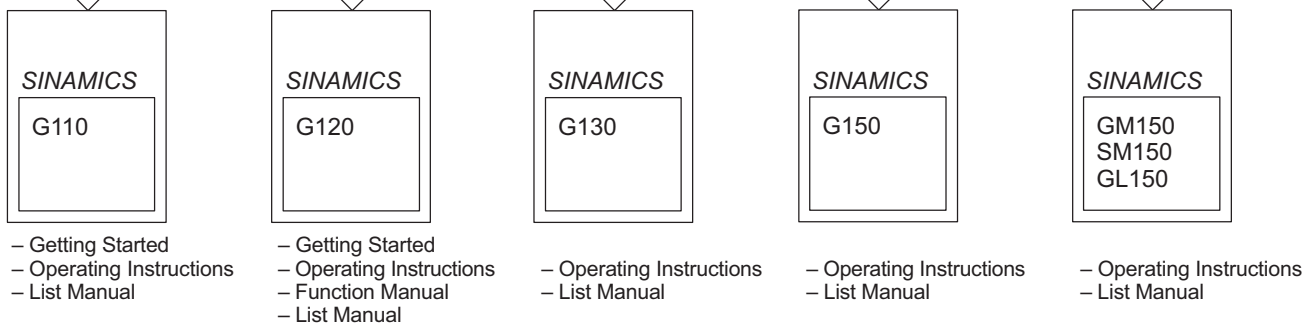 SINAMICS
G110
– Getting Started
– Operating Instructions
– List Manual
SINAMICS
G120
– Getting Started
– Operating Instructions
– Function Manual
– List Manual
SINAMICS
G130
– Operating Instructions
– List Manual
SINAMICS
G150
– Operating Instructions
– List Manual
SINAMICS
GM150
SM150
GL150
– Operating Instructions
– List Manual